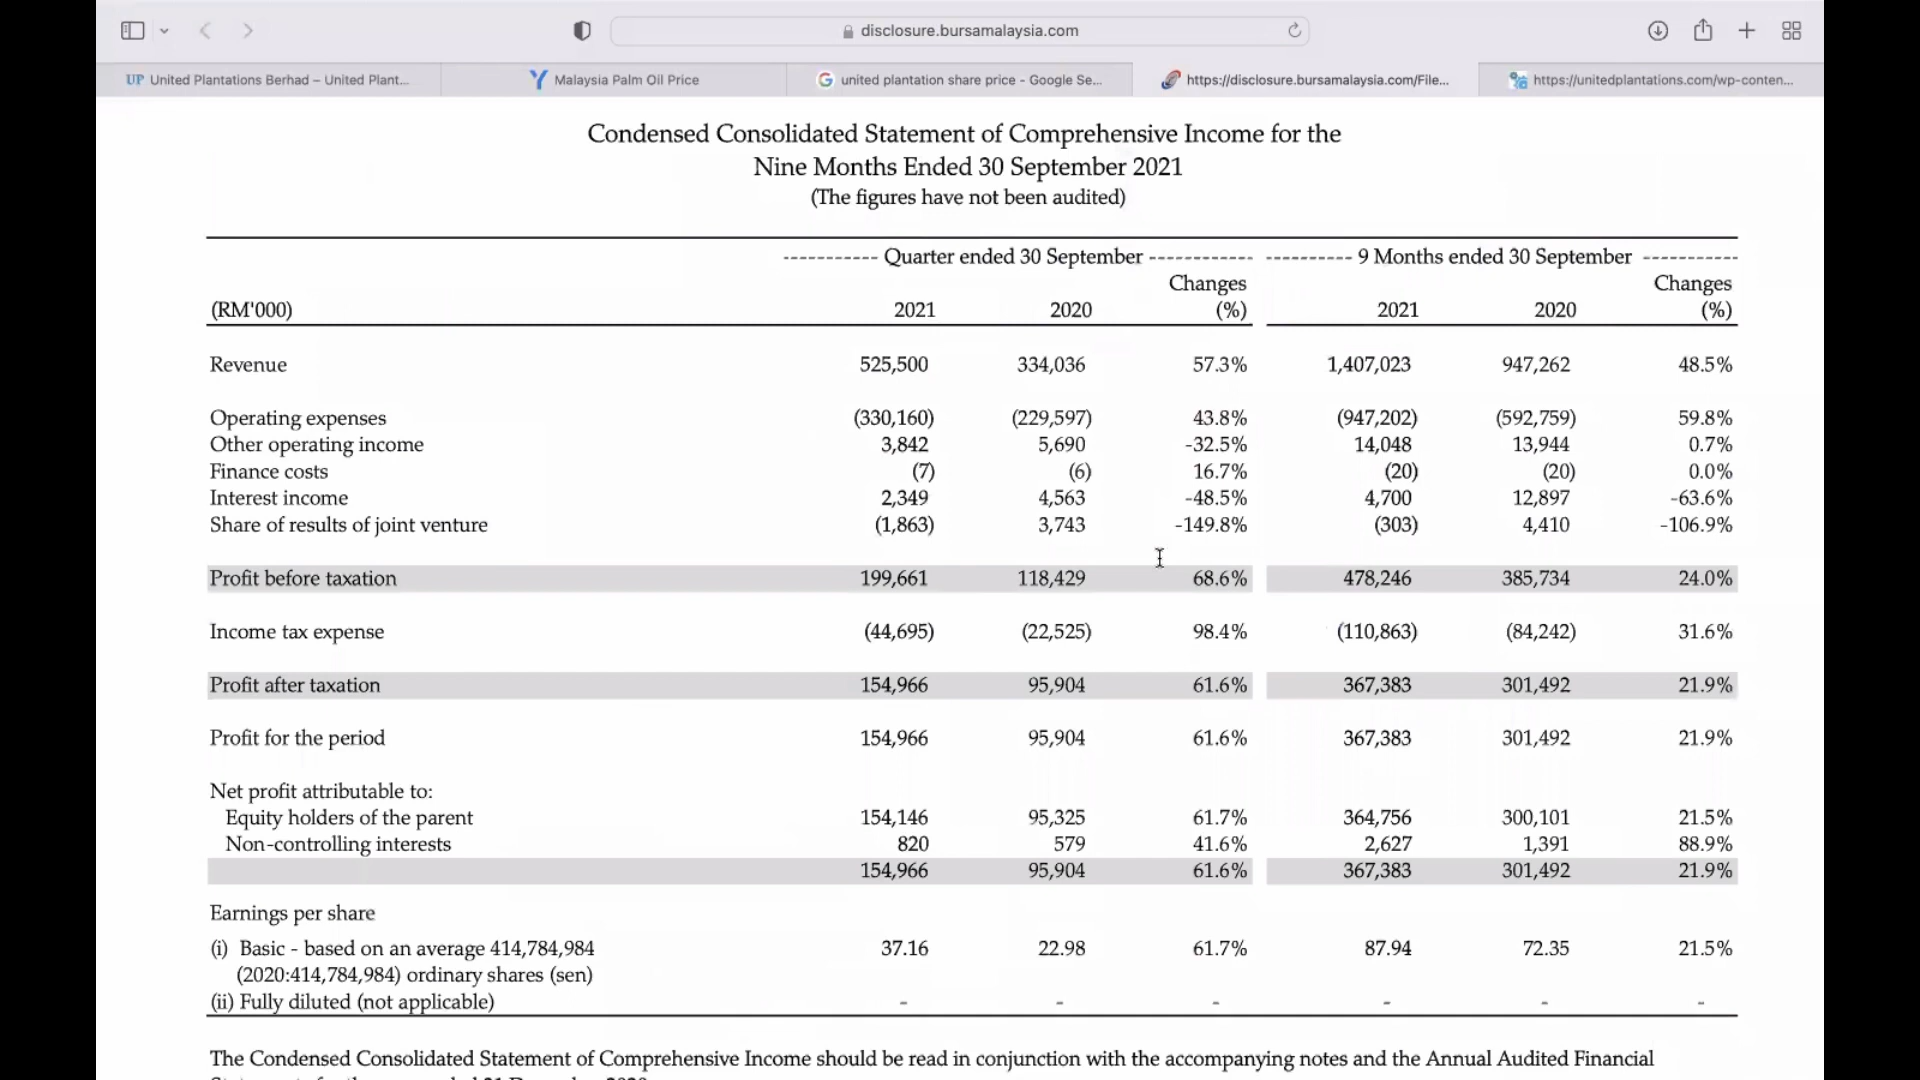 disclosure.bursamalaysia.com
UP United Plantations Berhad – United Plant...
Malaysia Palm Oil Price
united plantation share price - Google Se...
https://disclosure.bursamalaysia.com/File...
https://unitedplantations.com/wp-conten...
Condensed Consolidated Statement of Comprehensive Income for the
Nine Months Ended 30 September 2021
(The figures have not been audited)
---------- Quarter ended 30 September ---------- --------- 9 Months ended 30 September ---------
Changes Changes
(RM'000) 2021 2020 (%) 2021 2020 (%)
Revenue 525,500 334,036 57.3% 1,407,023 947,262 48.5%
Operating expenses (330,160) (229,597) 43.8% (947,202) (592,759) 59.8%
Other operating income 3,842 5,690 -32.5% 14,048 13,944 0.7%
Finance costs (7) (6) 16.7% (20) (20) 0.0%
Interest income 2,349 4,563 -48.5% 4,700 12,897 -63.6%
Share of results of joint venture (1,863) 3,743 -149.8% (303) 4,410 -106.9%
Profit before taxation 199,661 118,429 68.6% 478,246 385,734 24.0%
Income tax expense (44,695) (22,525) 98.4% (110,863) (84,242) 31.6%
Profit after taxation 154,966 95,904 61.6% 367,383 301,492 21.9%
Profit for the period 154,966 95,904 61.6% 367,383 301,492 21.9%
Net profit attributable to:
Equity holders of the parent 154,146 95,325 61.7% 364,756 300,101 21.5%
Non-controlling interests 820 579 41.6% 2,627 1,391 88.9%
154,966 95,904 61.6% 367,383 301,492 21.9%
Earnings per share
(i) Basic - based on an average 414,784,984 37.16 22.98 61.7% 87.94 72.35 21.5%
(2020:414,784,984) ordinary shares (sen)
(ii) Fully diluted (not applicable) - - - - - -
The Condensed Consolidated Statement of Comprehensive Income should be read in conjunction with the accompanying notes and the Annual Audited Financial